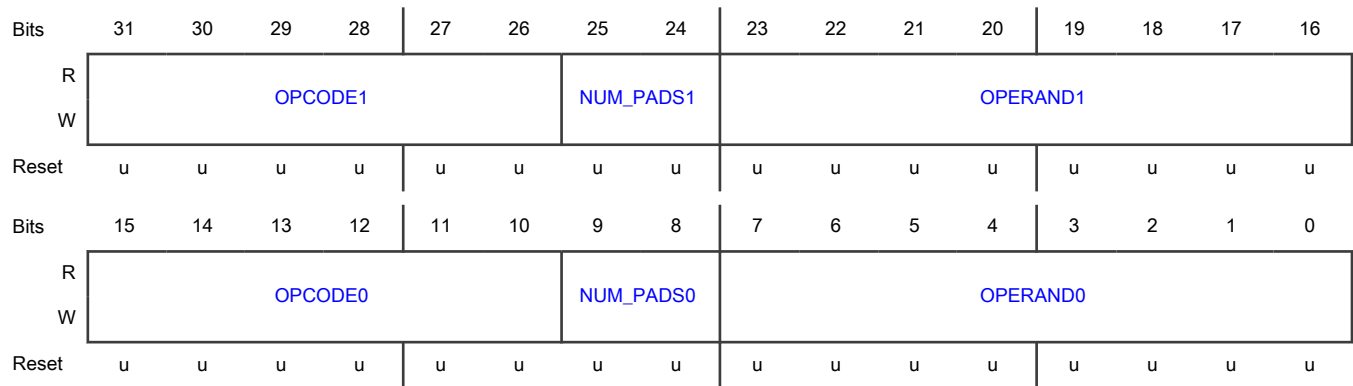 Bits 31 30 29 28 27 26 25 24 23 22 21 20 19 18 17 16
R
OPCODE1 NUM_PADS1 OPERAND1
W
Reset u u u u u u u u u u u u u u u u
Bits 15 14 13 12 11 10 9 8 7 6 5 4 3 2 1 0
R
OPCODE0 NUM_PADS0 OPERAND0
W
Reset u u u u u u u u u u u u u u u u